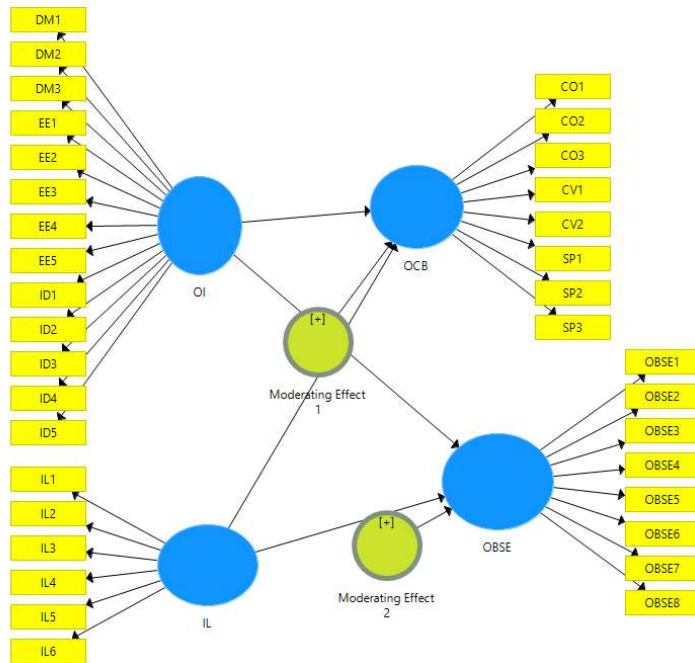 DM1
DM2
DM3
EE1
EE2
EE3
EE4
EE5
ID1
ID2
ID3
ID4
ID5
OI
CO1
CO2
CO3
CV1
CV2
SP1
SP2
SP3
OCB
[+]
Moderating Effect
1
IL1
IL2
IL3
IL4
IL5
IL6
IL
[+]
Moderating Effect
2
OBSE1
OBSE2
OBSE3
OBSE4
OBSE5
OBSE6
OBSE7
OBSE8
OBSE